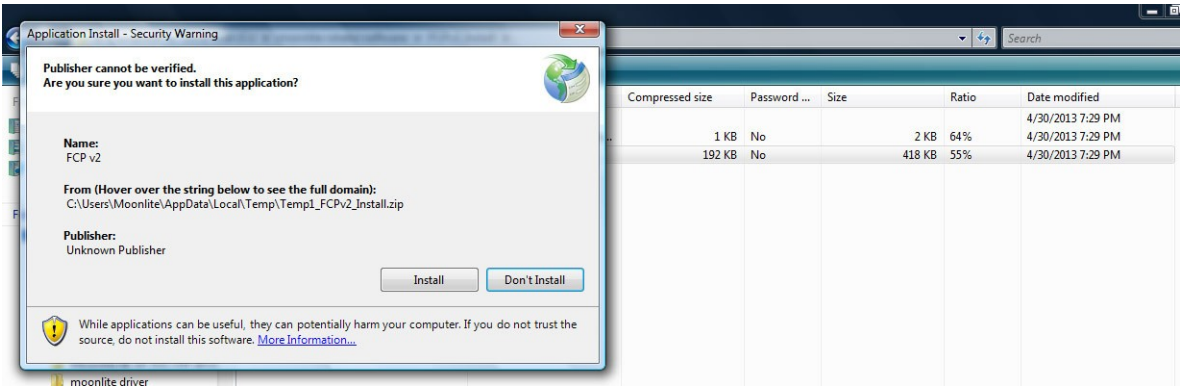 Application Install - Security Warning
Search
Publisher cannot be verified.
Are you sure you want to install this application?
Name:
FCP v2
From (Hover over the string below to see the full domain):
C:\Users\Moonlite\AppData\Local\Temp\Temp1_FCPv2_Install.zip
Publisher:
Unknown Publisher
Install Don't Install
While applications can be useful, they can potentially harm your computer. If you do not trust the
source, do not install this software. More Information...
Compressed size Password ... Size Ratio Date modified
4/30/2013 7:29 PM
1 KB No 2 KB 64% 4/30/2013 7:29 PM
192 KB No 418 KB 55% 4/30/2013 7:29 PM
moonlite driver